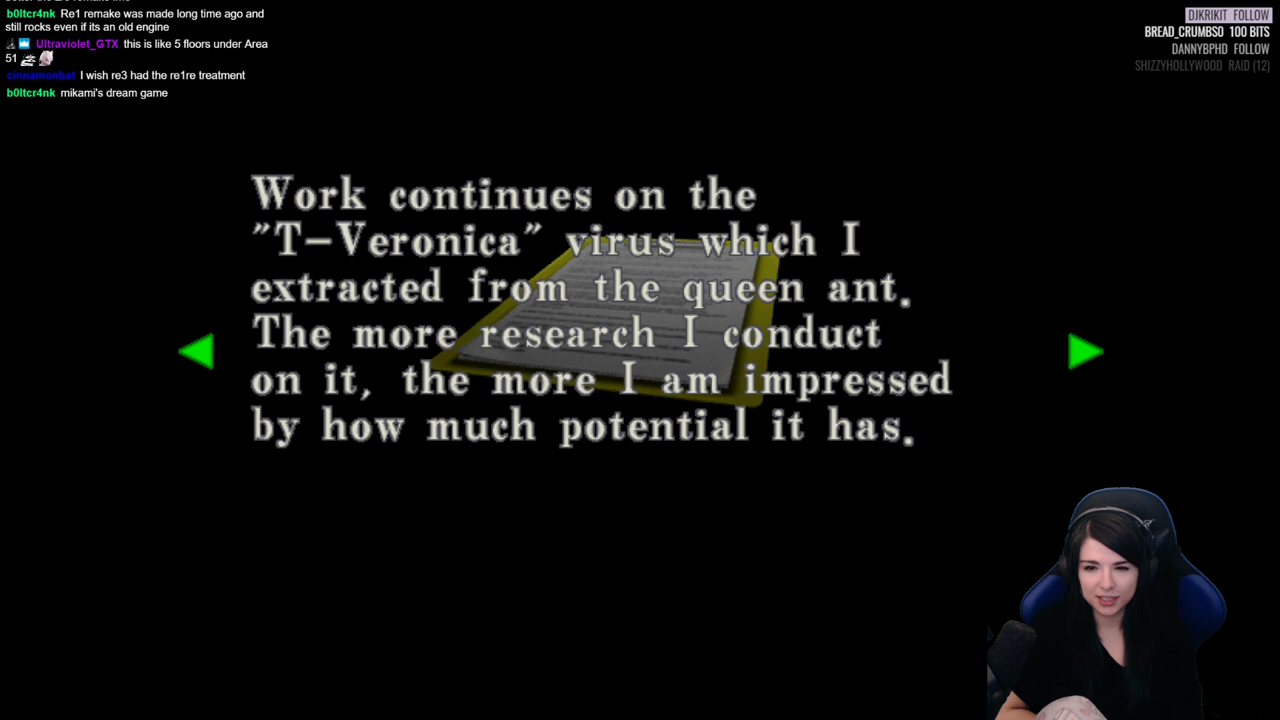 b0ltcr4nk Re1 remake was made long time ago and
still rocks even if its an old engine
Ultraviolet_GTX this is like 5 floors under Area
51
cinnamonbat I wish re3 had the re1re treatment
b0ltcr4nk mikami's dream game
DJKRIKIT FOLLOW
BREAD_CRUMBSO 100 BITS
DANNYBPHD FOLLOW
SHIZZYHOLLYWOOD RAID (12)
Work continues on the
"T-Veronica" virus which I
extracted from the queen ant.
The more research I conduct
on it, the more I am impressed
by how much potential it has.